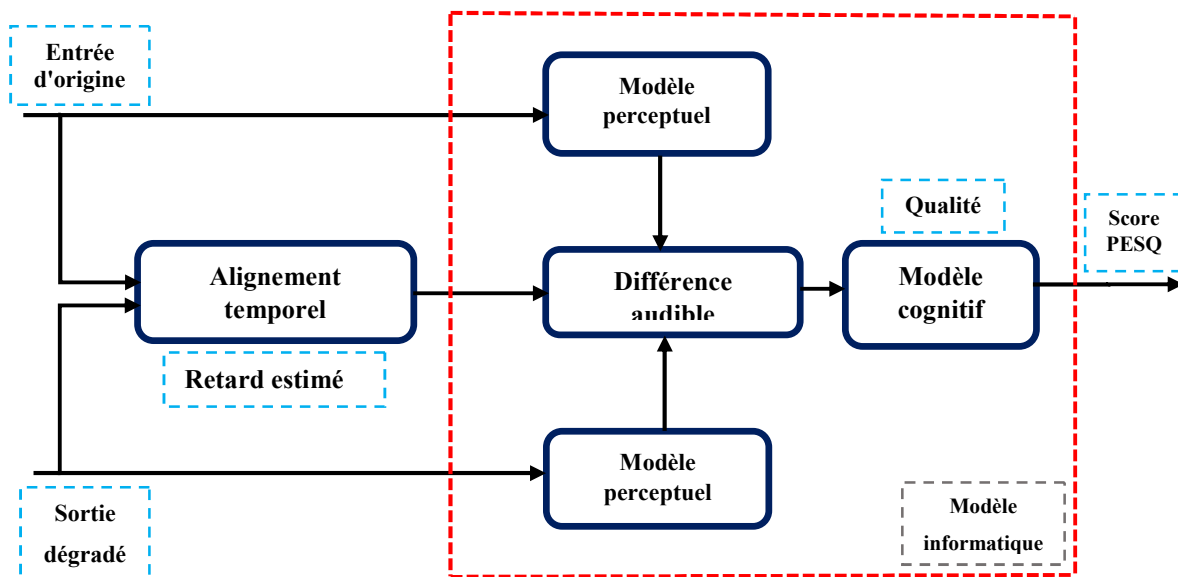 Entrée
d'origine
Modèle
perceptuel
Qualité
Score
PESQ
Alignement
temporel
Différence
audible
Modèle
cognitif
Retard estimé
Modèle
perceptuel
Sortie
dégradé
Modèle
informatique